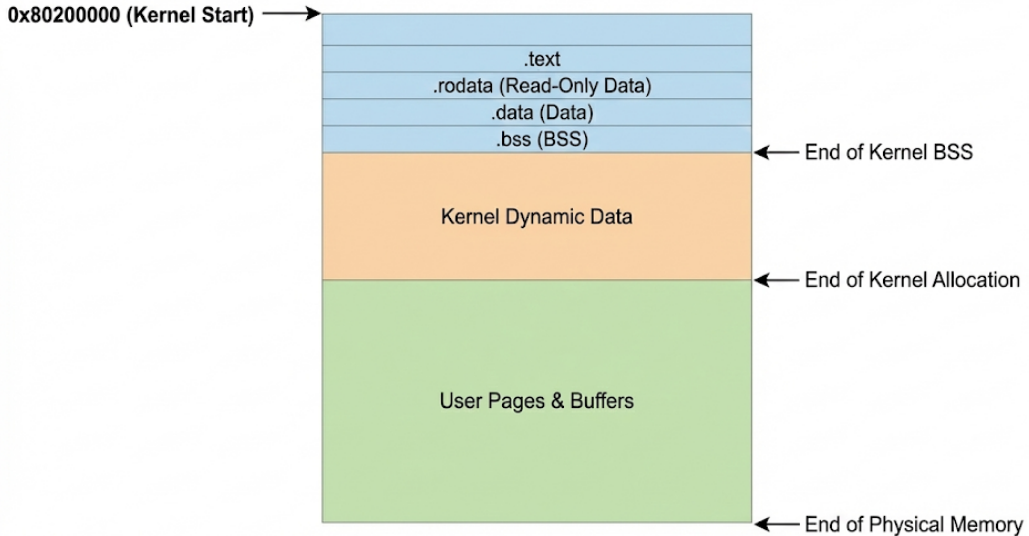 0x80200000 (Kernel Start)
.text
.rodata (Read-Only Data)
.data (Data)
.bss (BSS)
End of Kernel BSS
Kernel Dynamic Data
End of Kernel Allocation
User Pages & Buffers
End of Physical Memory